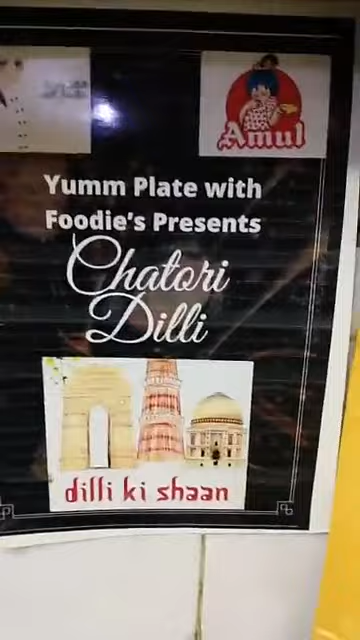 Amul
Yumm Plate with
Foodie's Presents
Chatori
Dilli
dilli ki shaan